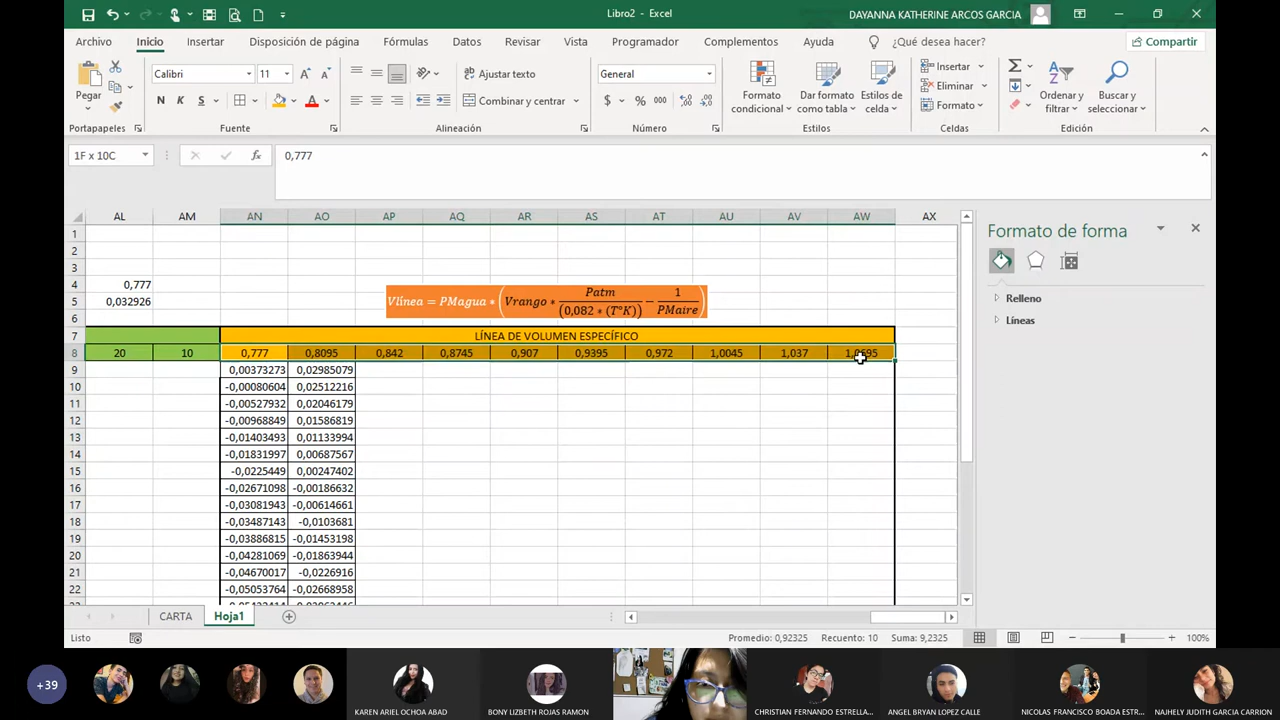 Libro2 - Excel
DAYANNA KATHERINE ARCOS GARCIA
Archivo Inicio Insertar Disposición de página Fórmulas Datos Revisar Vista Programador Complementos Ayuda ¿Qué desea hacer? Compartir
Calibri 11 Ajustar texto General Insertar
Pegar N K S Combinar y centrar $ % 000 Formato condicional Dar formato como tabla Estilos de celda Eliminar Ordenar y filtrar Buscar y seleccionar
Formato
Portapapeles Fuente Alineación Número Estilos Celdas Edición
1F x 10C fx 0,777
AL AM AN AO AP AQ AR AS AT AU AV AW AX
Formato de forma
1
2
3
4 0,777
5 0,032926
Vlínea = PMagua * ( Vrango * Patm / (0,082 * (T°K)) − 1 / PMaire )
6
7 LÍNEA DE VOLUMEN ESPECÍFICO
8 20 10 0,777 0,8095 0,842 0,8745 0,907 0,9395 0,972 1,0045 1,037
9 0,00373273 0,02985079
10 -0,00080604 0,02512216
11 -0,00527932 0,02046179
12 -0,00968849 0,01586819
13 -0,01403493 0,01133994
14 -0,01831997 0,00687567
15 -0,0225449 0,00247402
16 -0,02671098 -0,00186632
17 -0,03081943 -0,00614661
18 -0,03487143 -0,0103681
19 -0,03886815 -0,01453198
20 -0,04281069 -0,01863944
21 -0,04670017 -0,0226916
22 -0,05053764 -0,02668958
Relleno
Líneas
CARTA Hoja1
Listo Promedio: 0,92325 Recuento: 10 Suma: 9,2325 100%
+39
KAREN ARIEL OCHOA ABAD
BONY LIZBETH ROJAS RAMON
CHRISTIAN FERNANDO ESTRELLA...
ANGEL BRYAN LOPEZ CALLE
NICOLAS FRANCISCO BOADA ESTR...
NAJHELY JUDITH GARCIA CARRION